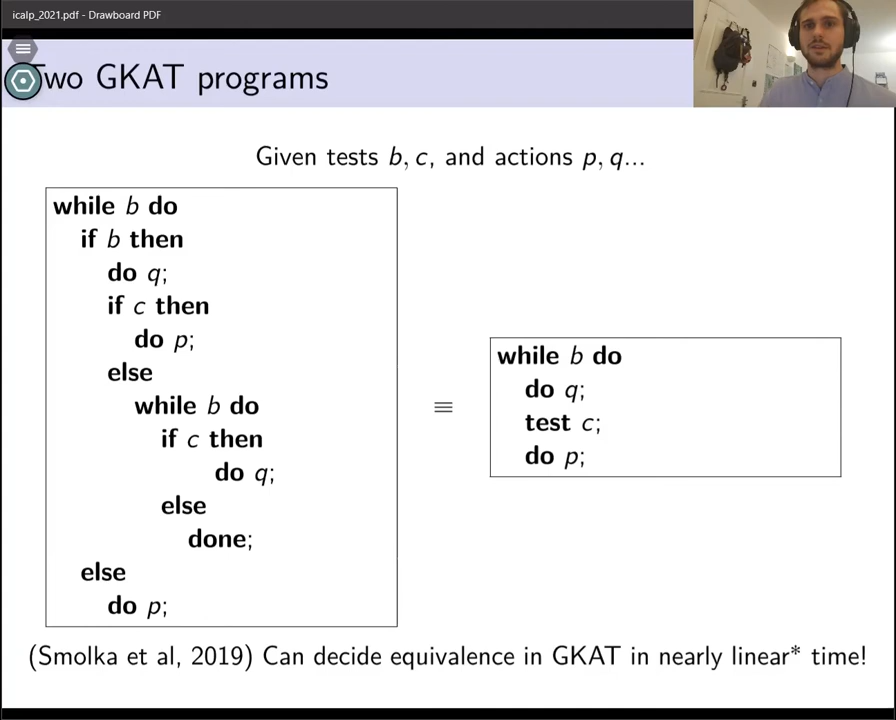 icalp_2021.pdf - Drawboard PDF
wo GKAT programs
Given tests b, c, and actions p, q...
while b do
if b then
do q;
if c then
do p;
else
while b do
if c then
do q;
else
done;
else
do p;
≡
while b do
do q;
test c;
do p;
(Smolka et al, 2019) Can decide equivalence in GKAT in nearly linear* time!